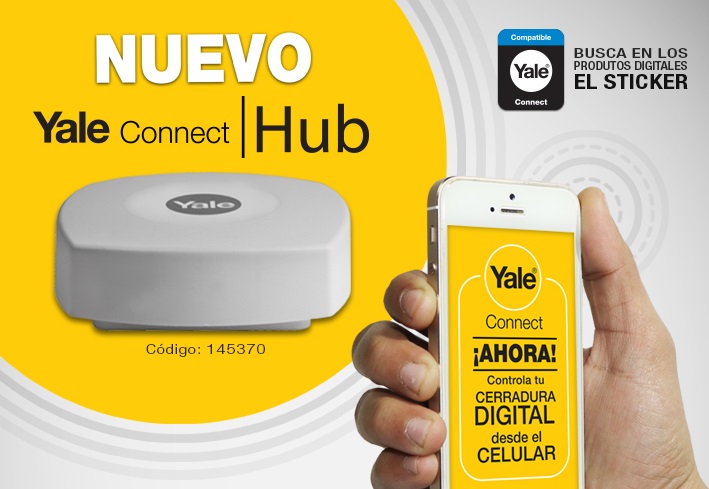 NUEVO
Yale Connect | Hub
Yale
Código: 145370
Compatible
Yale®
Connect
BUSCA EN LOS
PRODUTOS DIGITALES
EL STICKER
Yale®
Connect
¡AHORA!
Controla tu
CERRADURA
DIGITAL
desde el
CELULAR